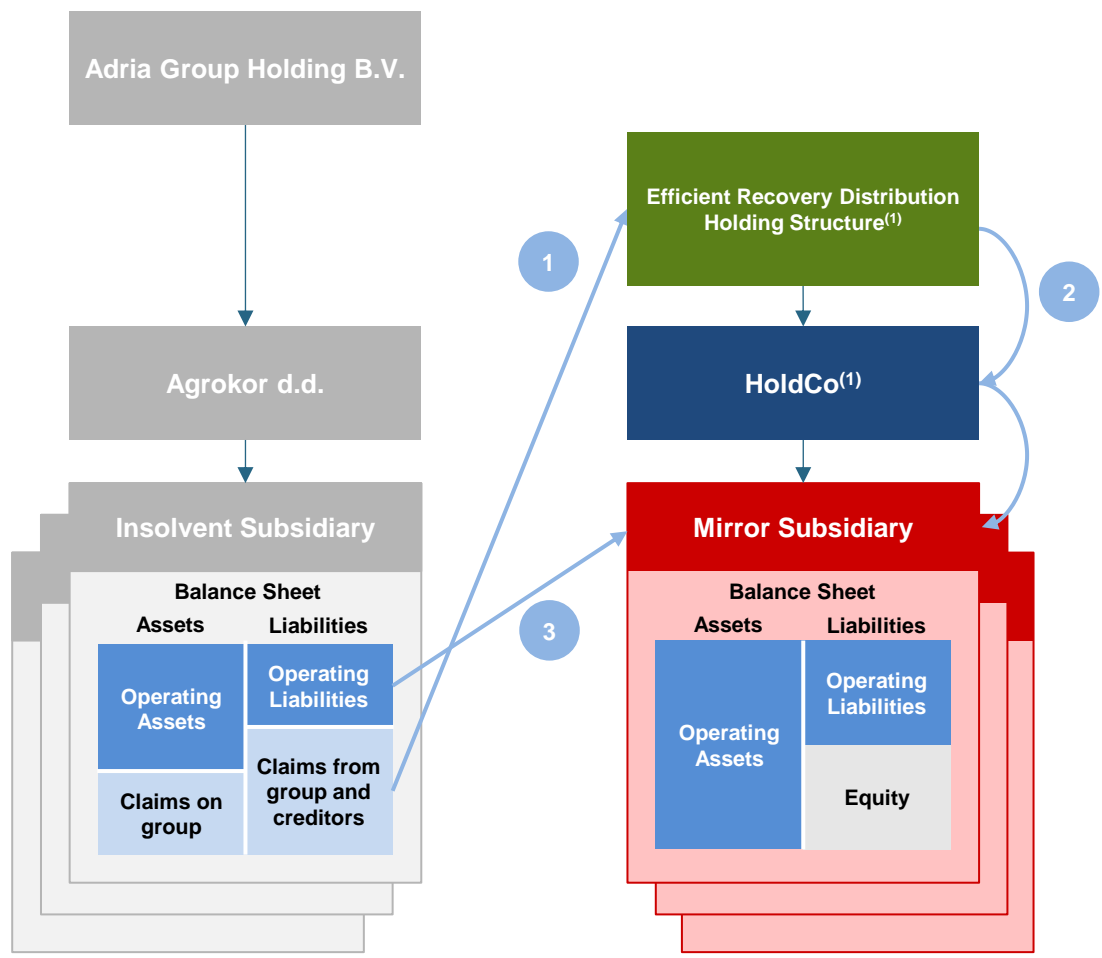 Adria Group Holding B.V.
Efficient Recovery Distribution
Holding Structure(1)
1
2
Agrokor d.d.
HoldCo(1)
Insolvent Subsidiary
Balance Sheet
Assets
Liabilities
Operating
Assets
Operating
Liabilities
Claims on
group
Claims from
group and
creditors
3
Mirror Subsidiary
Balance Sheet
Assets
Liabilities
Operating
Assets
Operating
Liabilities
Equity